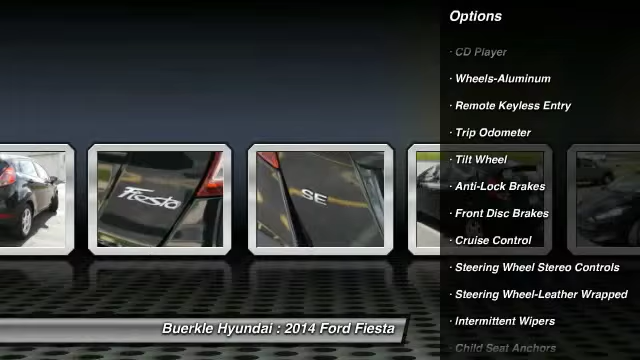 Options
· CD Player
· Wheels-Aluminum
· Remote Keyless Entry
· Trip Odometer
· Tilt Wheel
· Anti-Lock Brakes
· Front Disc Brakes
· Cruise Control
· Steering Wheel Stereo Controls
· Steering Wheel-Leather Wrapped
· Intermittent Wipers
· Child Seat Anchors
Fiesta
SE
Buerkle Hyundai : 2014 Ford Fiesta